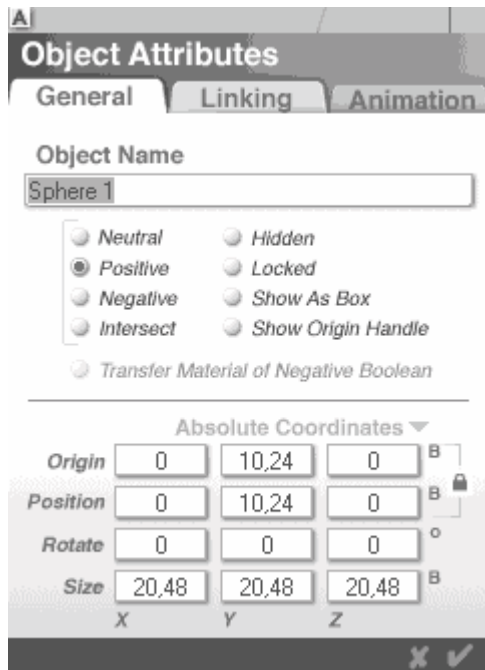 A
Object Attributes
General Linking Animation
Object Name
Sphere 1
Neutral Hidden
Positive Locked
Negative Show As Box
Intersect Show Origin Handle
Transfer Material of Negative Boolean
Absolute Coordinates
Origin 0 10,24 0 B
Position 0 10,24 0 B
Rotate 0 0 0 o
Size 20,48 20,48 20,48 B
X Y Z